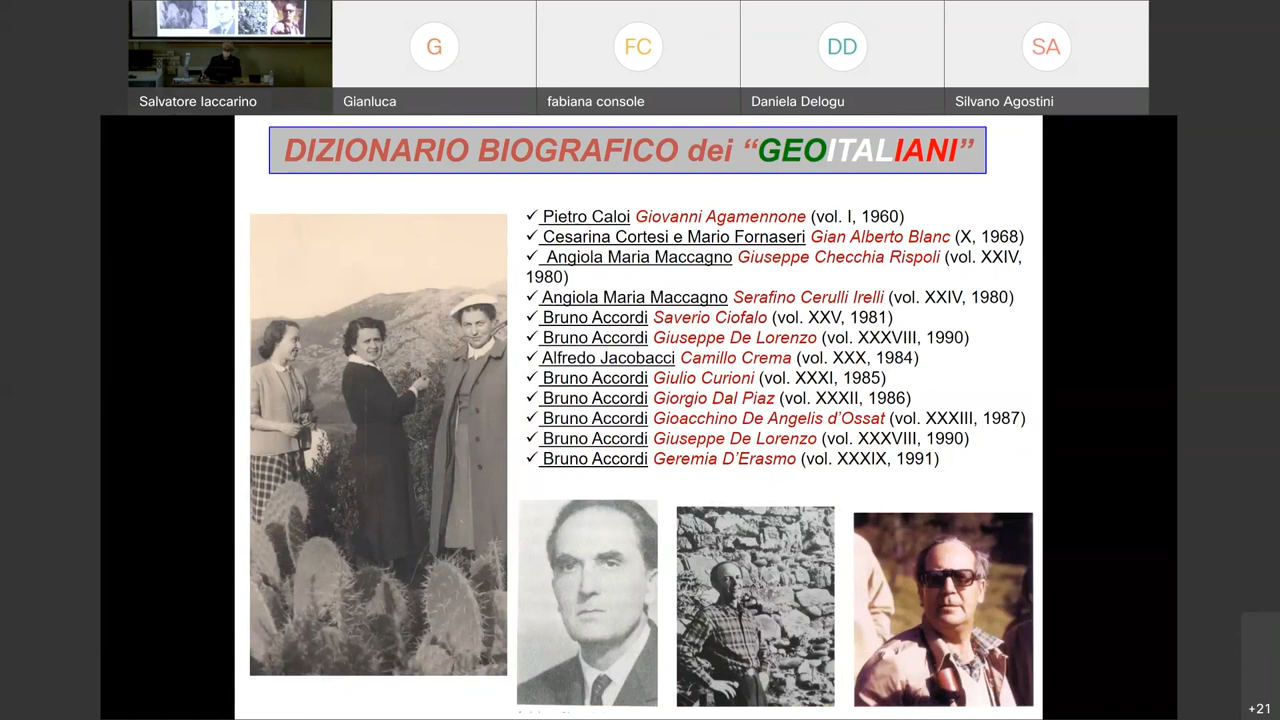 Salvatore Iaccarino
G
Gianluca
FC
fabiana console
DD
Daniela Delogu
SA
Silvano Agostini
DIZIONARIO BIOGRAFICO dei “GEOITALIANI”
✓ Pietro Caloi Giovanni Agamennone (vol. I, 1960)
✓ Cesarina Cortesi e Mario Fornaseri Gian Alberto Blanc (X, 1968)
✓ Angiola Maria Maccagno Giuseppe Checchia Rispoli (vol. XXIV,
1980)
✓ Angiola Maria Maccagno Serafino Cerulli Irelli (vol. XXIV, 1980)
✓ Bruno Accordi Saverio Ciofalo (vol. XXV, 1981)
✓ Bruno Accordi Giuseppe De Lorenzo (vol. XXXVIII, 1990)
✓ Alfredo Jacobacci Camillo Crema (vol. XXX, 1984)
✓ Bruno Accordi Giulio Curioni (vol. XXXI, 1985)
✓ Bruno Accordi Giorgio Dal Piaz (vol. XXXII, 1986)
✓ Bruno Accordi Gioacchino De Angelis d’Ossat (vol. XXXIII, 1987)
✓ Bruno Accordi Giuseppe De Lorenzo (vol. XXXVIII, 1990)
✓ Bruno Accordi Geremia D’Erasmo (vol. XXXIX, 1991)
+21